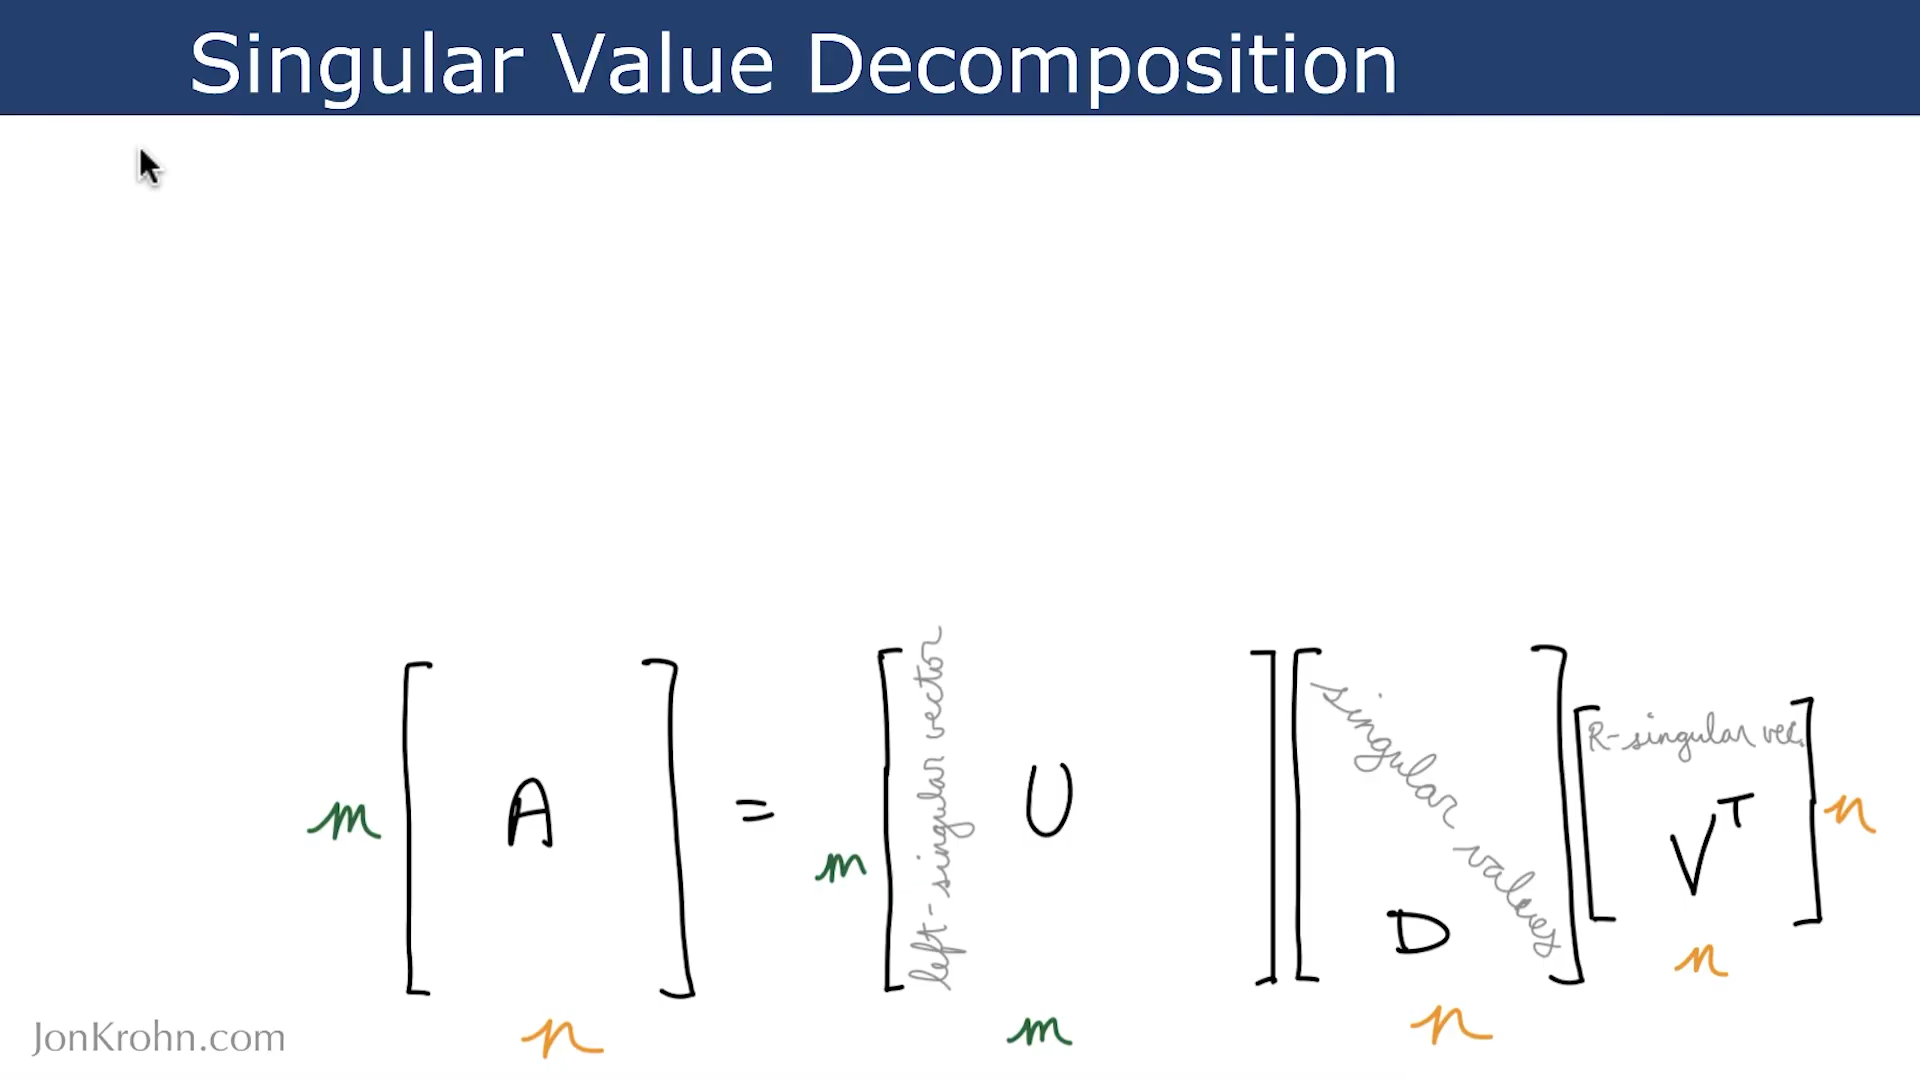 Singular Value Decomposition
m A n = m left-singular vector U m singular values D n R-singular vec. V^T n n
JonKrohn.com